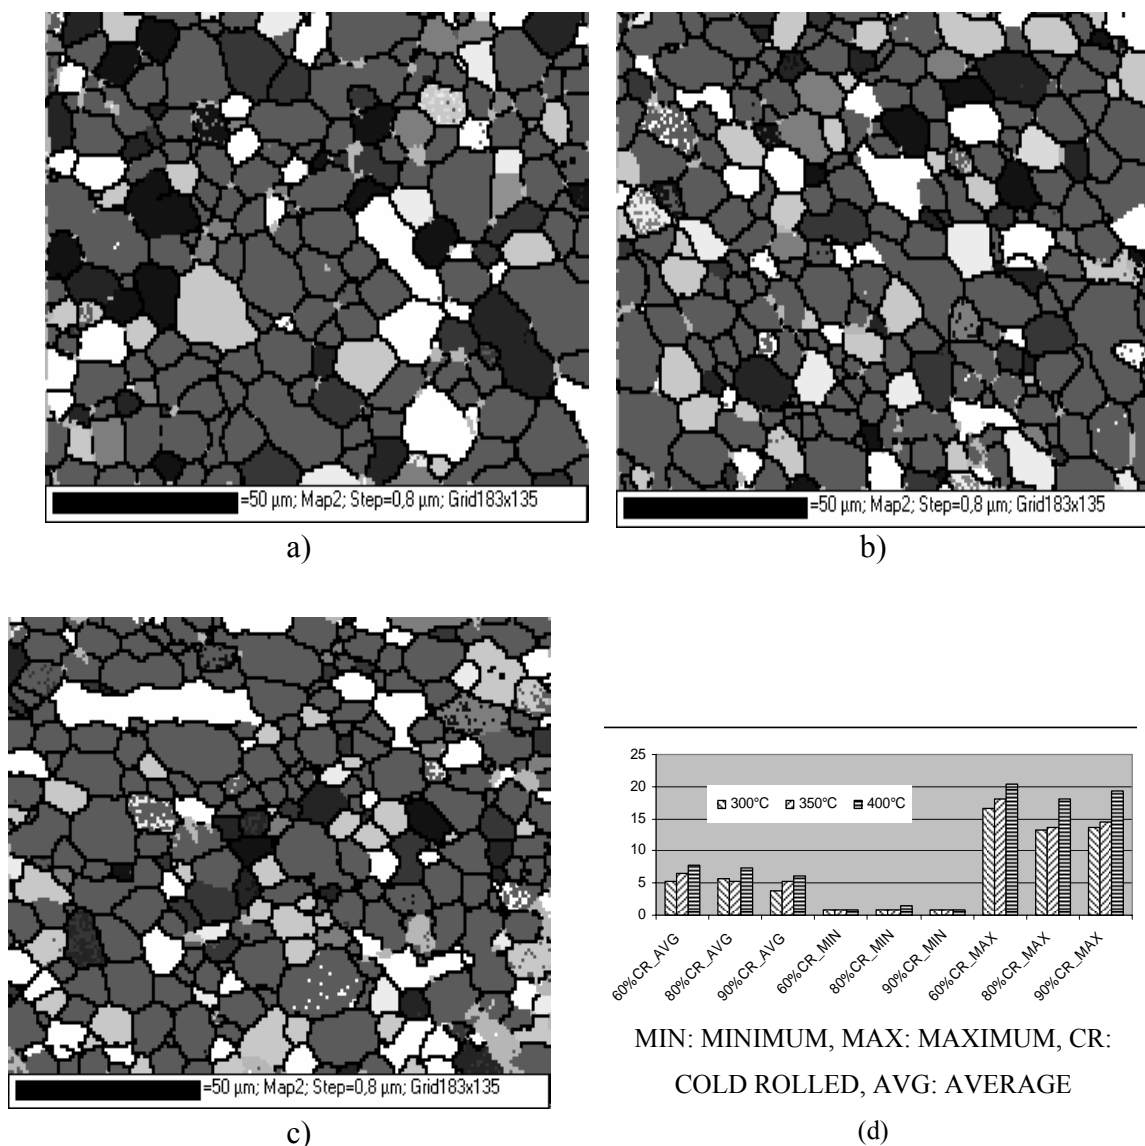 =50 µm; Map2; Step=0,8 µm; Grid183x135
a)
=50 µm; Map2; Step=0,8 µm; Grid183x135
b)
=50 µm; Map2; Step=0,8 µm; Grid183x135
c)
25
20
15
10
5
0
300°C 350°C 400°C
60%CR_AVG
80%CR_AVG
90%CR_AVG
60%CR_MIN
80%CR_MIN
90%CR_MIN
60%CR_MAX
80%CR_MAX
90%CR_MAX
MIN: MINIMUM, MAX: MAXIMUM, CR:
COLD ROLLED, AVG: AVERAGE
(d)